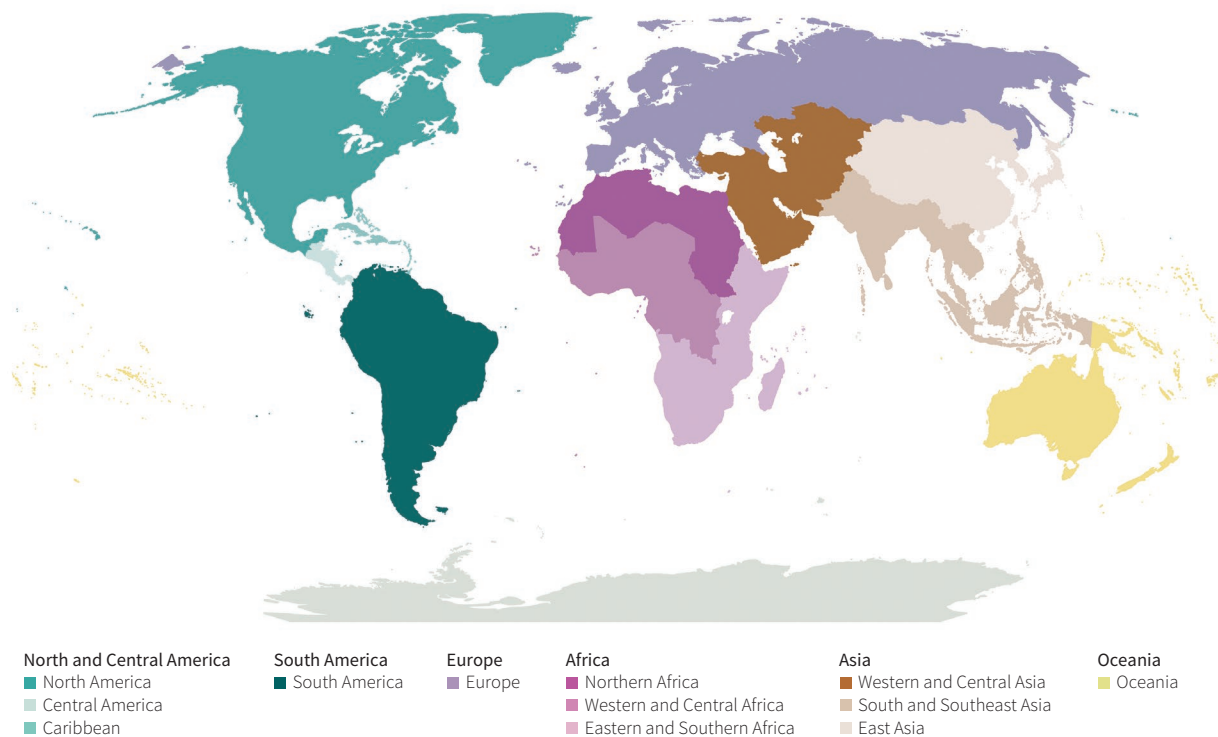 North and Central America
North America
Central America
Caribbean
South America
South America
Europe
Europe
Africa
Northern Africa
Western and Central Africa
Eastern and Southern Africa
Asia
Western and Central Asia
South and Southeast Asia
East Asia
Oceania
Oceania